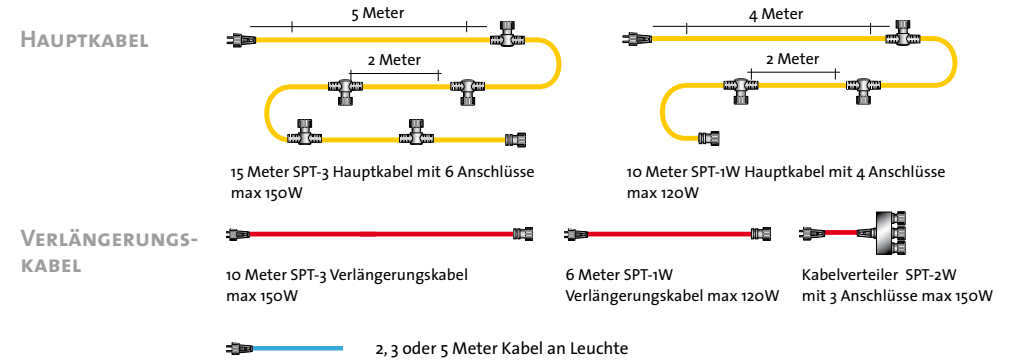 5 Meter
4 Meter
HAUPTKABEL
2 Meter
2 Meter
15 Meter SPT-3 Hauptkabel mit 6 Anschlüsse
max 150W
10 Meter SPT-1W Hauptkabel mit 4 Anschlüsse
max 120W
VERLÄNGERUNGS-
KABEL
10 Meter SPT-3 Verlängerungskabel
max 150W
6 Meter SPT-1W
Verlängerungskabel max 120W
Kabelverteiler SPT-2W
mit 3 Anschlüsse max 150W
2, 3 oder 5 Meter Kabel an Leuchte